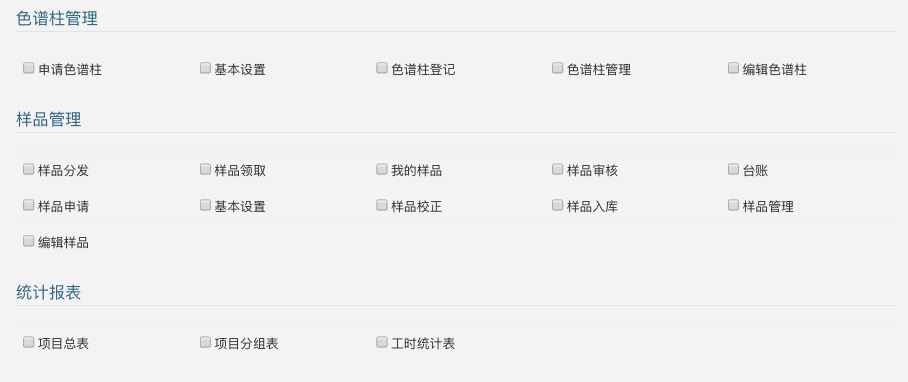 色谱柱管理
申请色谱柱 基本设置 色谱柱登记 色谱柱管理 编辑色谱柱
样品管理
样品分发 样品领取 我的样品 样品审核 台账
样品申请 基本设置 样品校正 样品入库 样品管理
编辑样品
统计报表
项目总表 项目分组表 工时统计表